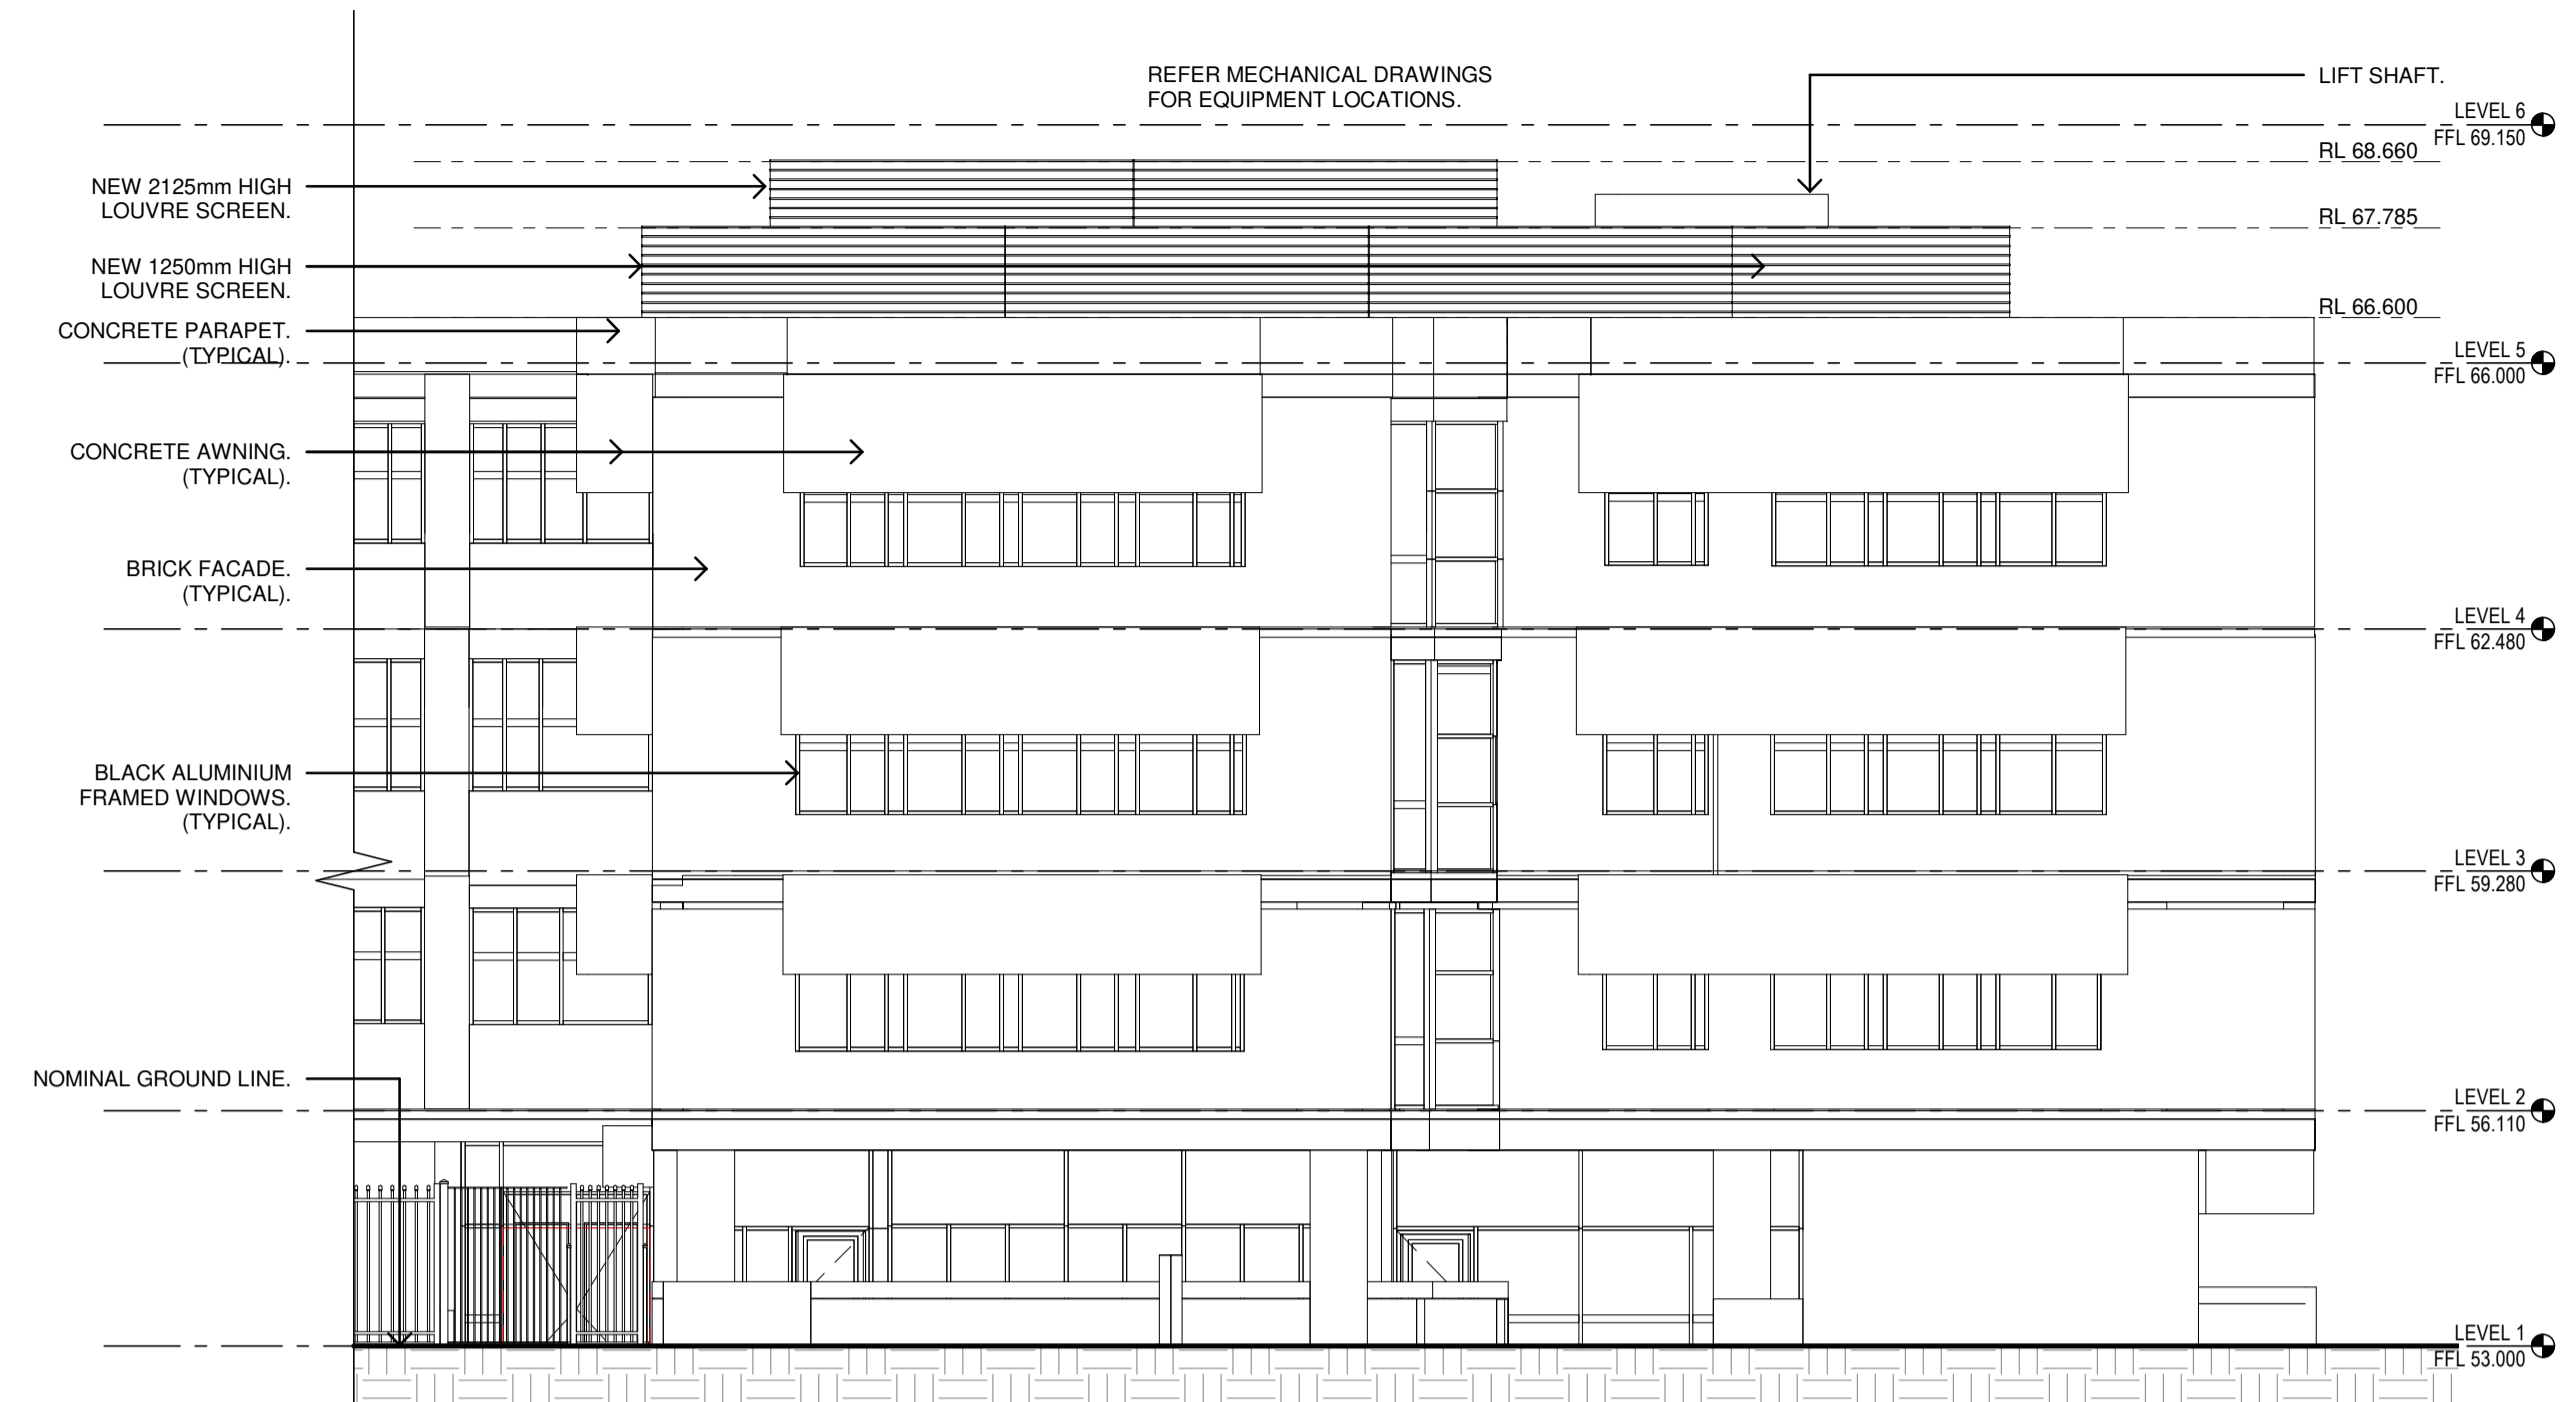 REFER MECHANICAL DRAWINGS
FOR EQUIPMENT LOCATIONS.
LIFT SHAFT.
LEVEL 6
FFL 69.150
RL 68.660
NEW 2125mm HIGH
LOUVRE SCREEN.
RL 67.785
NEW 1250mm HIGH
LOUVRE SCREEN.
RL 66.600
CONCRETE PARAPET.
(TYPICAL).
LEVEL 5
FFL 66.000
CONCRETE AWNING.
(TYPICAL).
BRICK FACADE.
(TYPICAL).
LEVEL 4
FFL 62.480
BLACK ALUMINIUM
FRAMED WINDOWS.
(TYPICAL).
LEVEL 3
FFL 59.280
NOMINAL GROUND LINE.
LEVEL 2
FFL 56.110
LEVEL 1
FFL 53.000